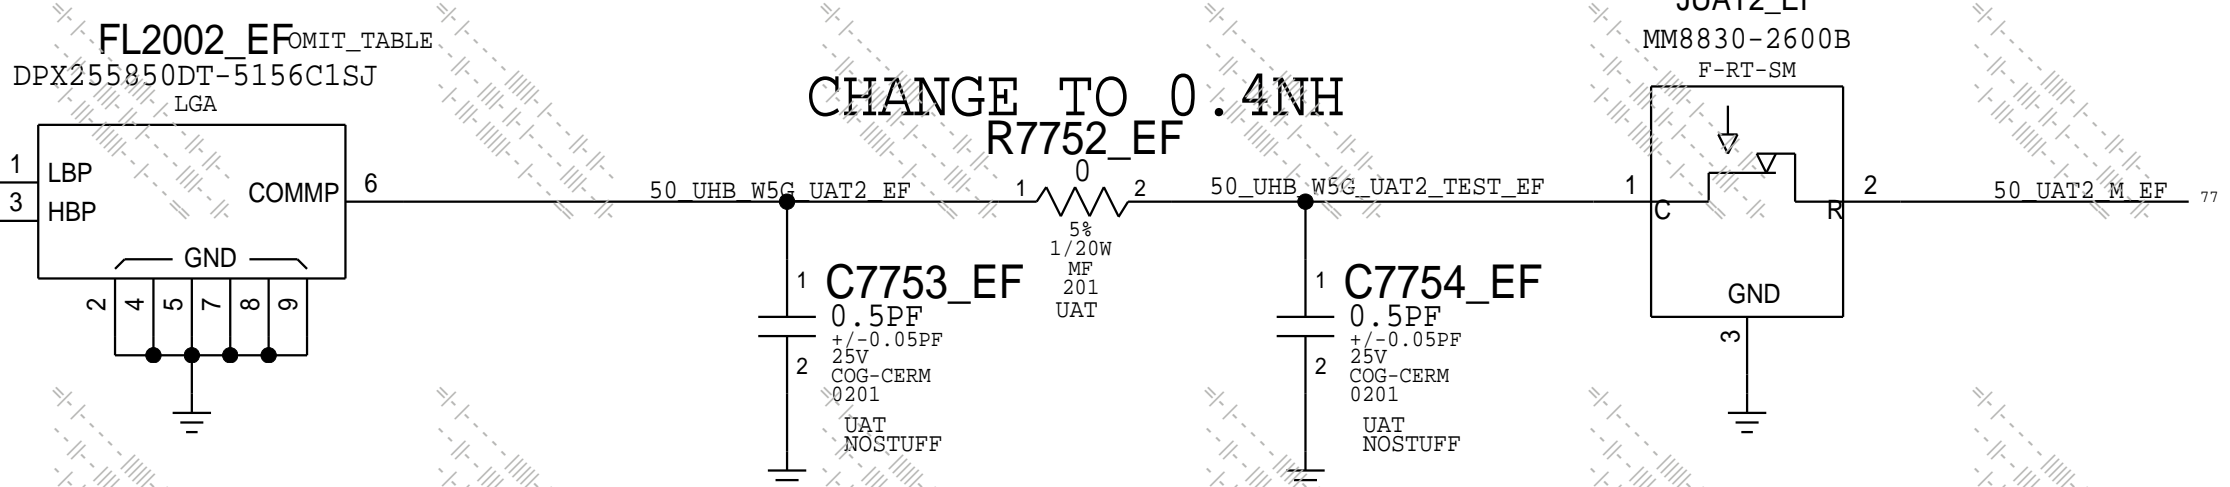 JUAT2_EF
FL2002_EF OMIT_TABLE
DPX255850DT-5156C1SJ
LGA
MM8830-2600B
F-RT-SM
CHANGE TO 0.4NH
R7752_EF
0
1 LBP
3 HBP
COMMP 6
50_UHB_W5G_UAT2_EF
1 2
50_UHB_W5G_UAT2_TEST_EF
1 C
R 2
50_UAT2_M_EF 77
5%
1/20W
MF
201
UAT
GND
2 4 5 7 8 9
1 C7753_EF
0.5PF
+/-0.05PF
25V
2
COG-CERM
0201
UAT
NOSTUFF
1 C7754_EF
0.5PF
+/-0.05PF
25V
2
COG-CERM
0201
UAT
NOSTUFF
GND
3